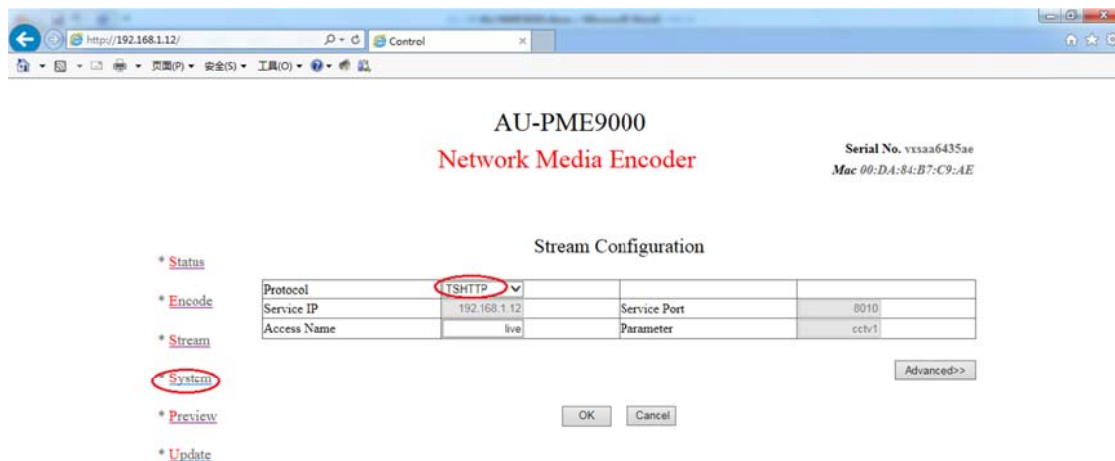 http://192.168.1.12/
Control
页面(P) 安全(S) 工具(O)
AU-PME9000
Network Media Encoder
Serial No. vxsaa6435ae
Mac 00:DA:84:B7:C9:AE
Stream Configuration
* Status
* Encode
* Stream
* System
* Preview
* Update
Protocol TSHTTP
Service IP 192.168.1.12 Service Port 8010
Access Name live Parameter cctv1
Advanced>>
OK Cancel